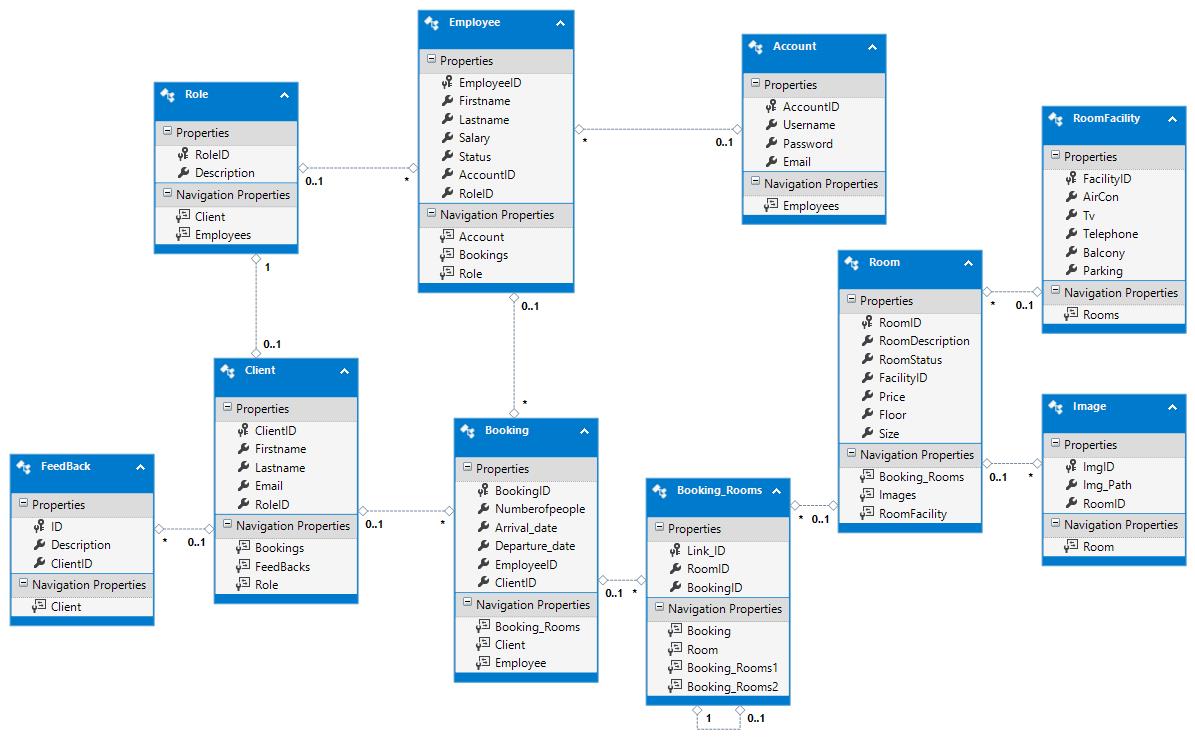 Employee
Properties
EmployeeID
Firstname
Lastname
Salary
Status
AccountID
RoleID
Navigation Properties
Account
Bookings
Role
Account
Properties
AccountID
Username
Password
Email
Navigation Properties
Employees
Role
Properties
RoleID
Description
Navigation Properties
Client
Employees
RoomFacility
Properties
FacilityID
AirCon
Tv
Telephone
Balcony
Parking
Navigation Properties
Rooms
* 0..1
0..1 *
1
0..1
0..1
*
Room
Properties
RoomID
RoomDescription
RoomStatus
FacilityID
Price
Floor
Size
Navigation Properties
Booking_Rooms
Images
RoomFacility
* 0..1
0..1 *
Client
Properties
ClientID
Firstname
Lastname
Email
RoleID
Navigation Properties
Bookings
FeedBacks
Role
Image
Properties
ImgID
Img_Path
RoomID
Navigation Properties
Room
Booking
Properties
BookingID
Numberofpeople
Arrival_date
Departure_date
EmployeeID
ClientID
Navigation Properties
Booking_Rooms
Client
Employee
FeedBack
Properties
ID
Description
ClientID
Navigation Properties
Client
* 0..1
0..1 *
0..1 *
* 0..1
Booking_Rooms
Properties
Link_ID
RoomID
BookingID
Navigation Properties
Booking
Room
Booking_Rooms1
Booking_Rooms2
1 0..1